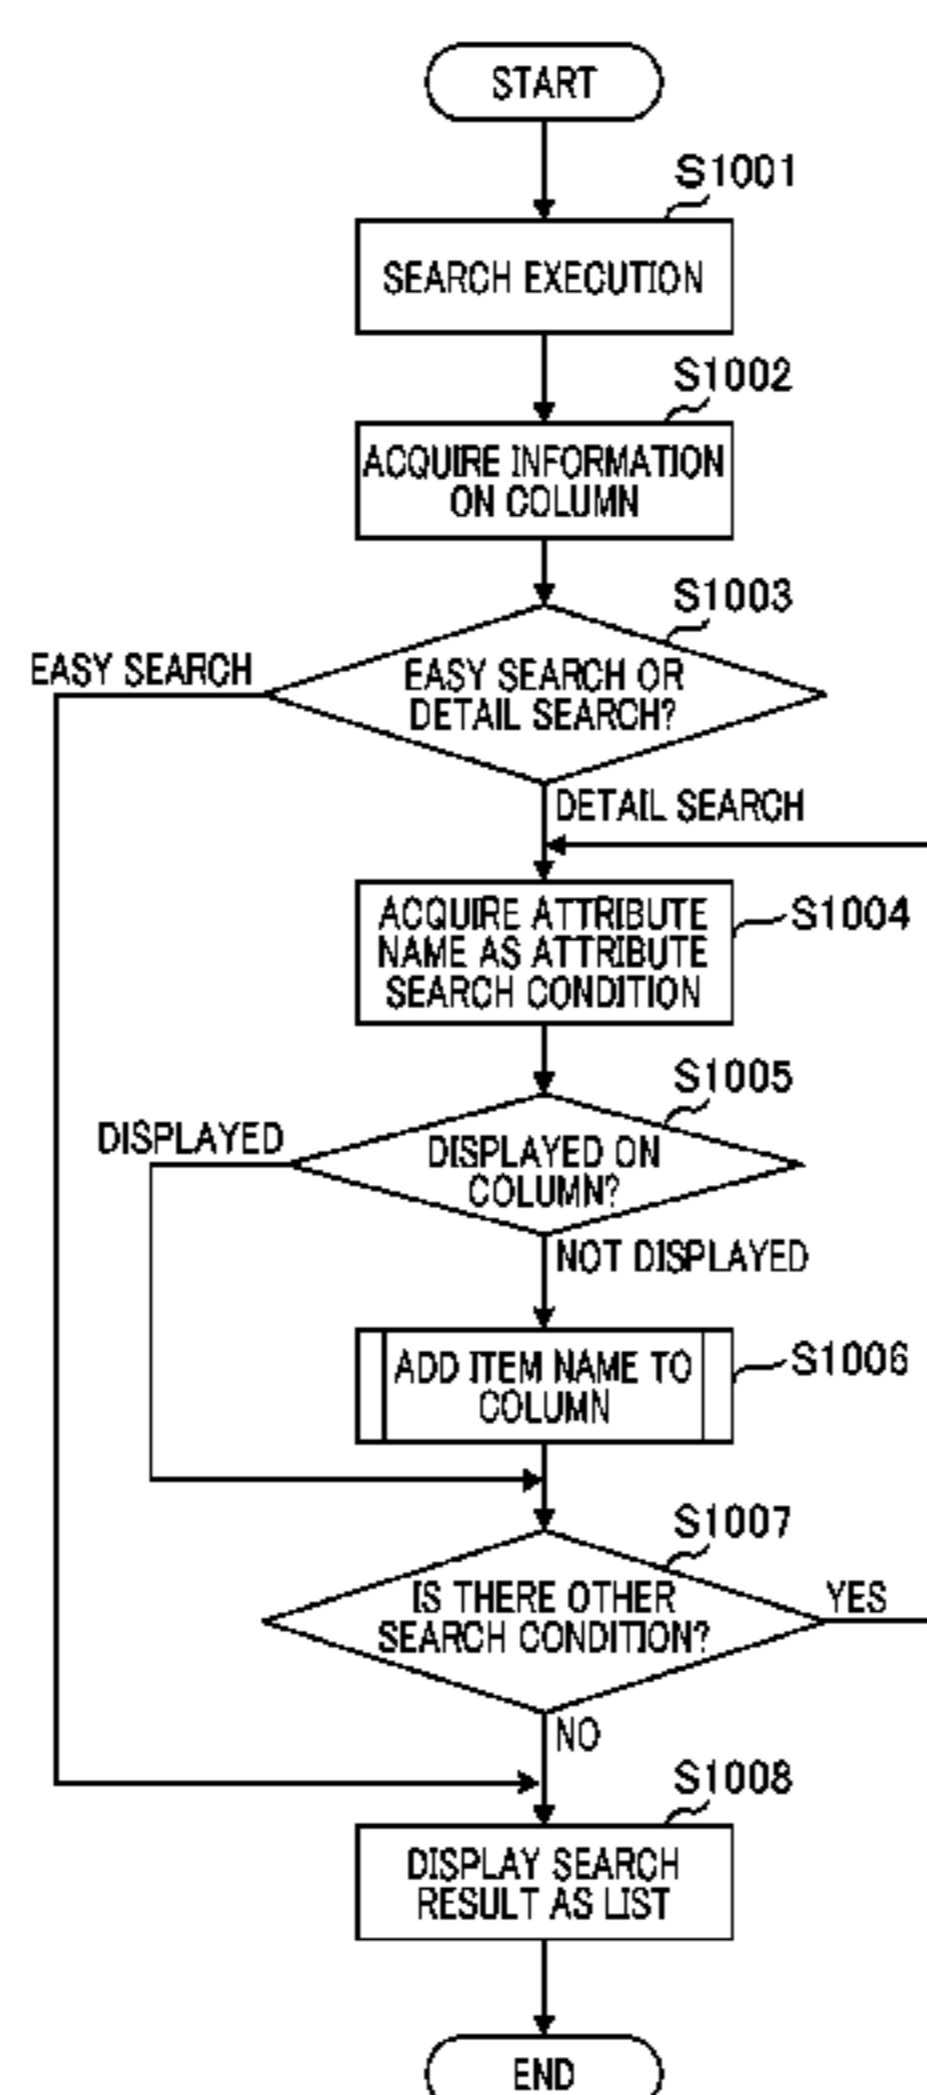 START
S1001
SEARCH EXECUTION
S1002
ACQUIRE INFORMATION
ON COLUMN
S1003
EASY SEARCH
EASY SEARCH OR
DETAIL SEARCH?
DETAIL SEARCH
ACQUIRE ATTRIBUTE
NAME AS ATTRIBUTE
SEARCH CONDITION
S1004
S1005
DISPLAYED
DISPLAYED ON
COLUMN?
NOT DISPLAYED
ADD ITEM NAME TO
COLUMN
S1006
S1007
IS THERE OTHER
SEARCH CONDITION?
YES
NO
S1008
DISPLAY SEARCH
RESULT AS LIST
END